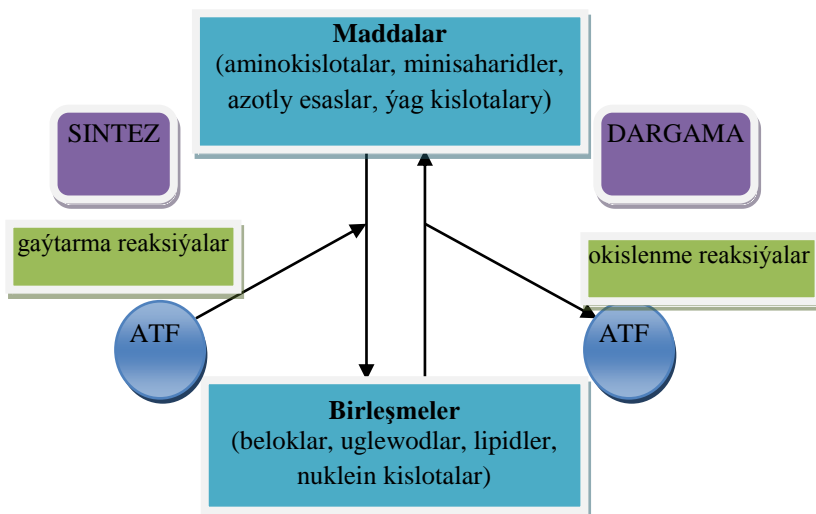 Maddalar
(aminokislotalar, minisaharidler,
azotly esaslar, ýag kislotalary)
SINTEZ
DARGAMA
gaýtarma reaksiýalar
okislenme reaksiýalar
ATF
ATF
Birleşmeler
(beloklar, uglewodlar, lipidler,
nuklein kislotalar)